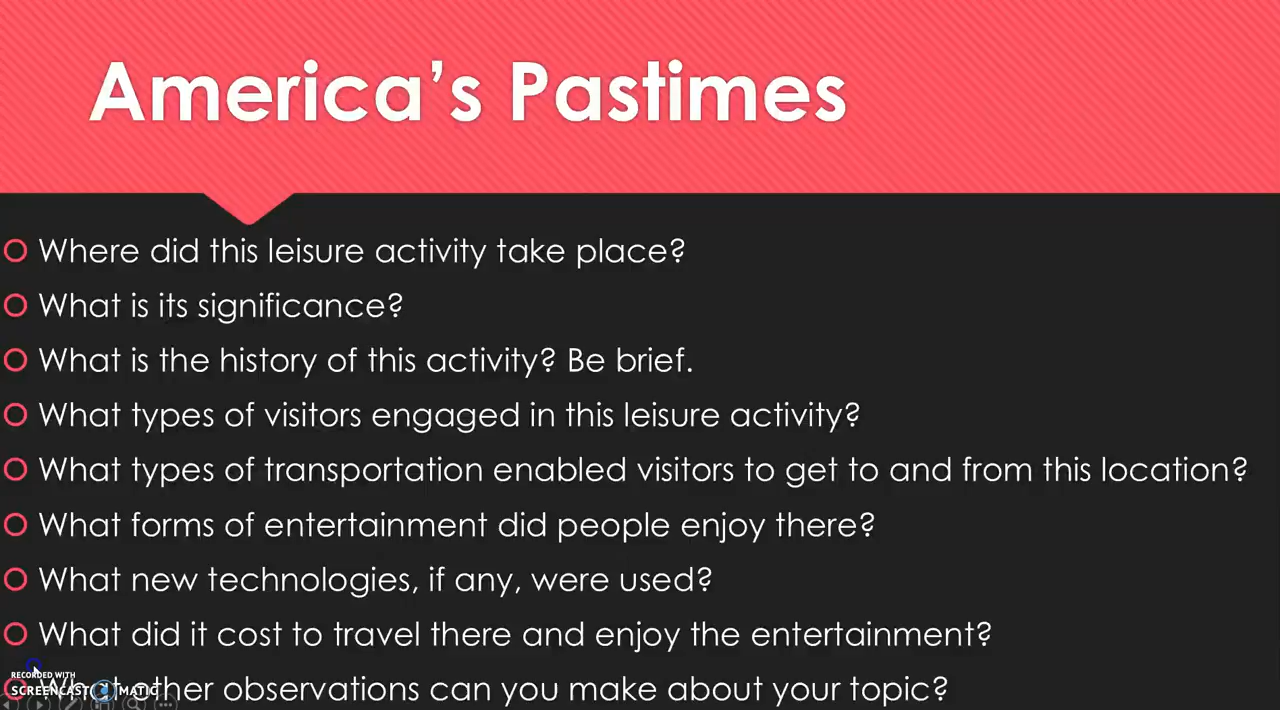 America's Pastimes
Where did this leisure activity take place?
What is its significance?
What is the history of this activity? Be brief.
What types of visitors engaged in this leisure activity?
What types of transportation enabled visitors to get to and from this location?
What forms of entertainment did people enjoy there?
What new technologies, if any, were used?
What did it cost to travel there and enjoy the entertainment?
RECORDED WITH
SCREENCAST MATIC
What other observations can you make about your topic?